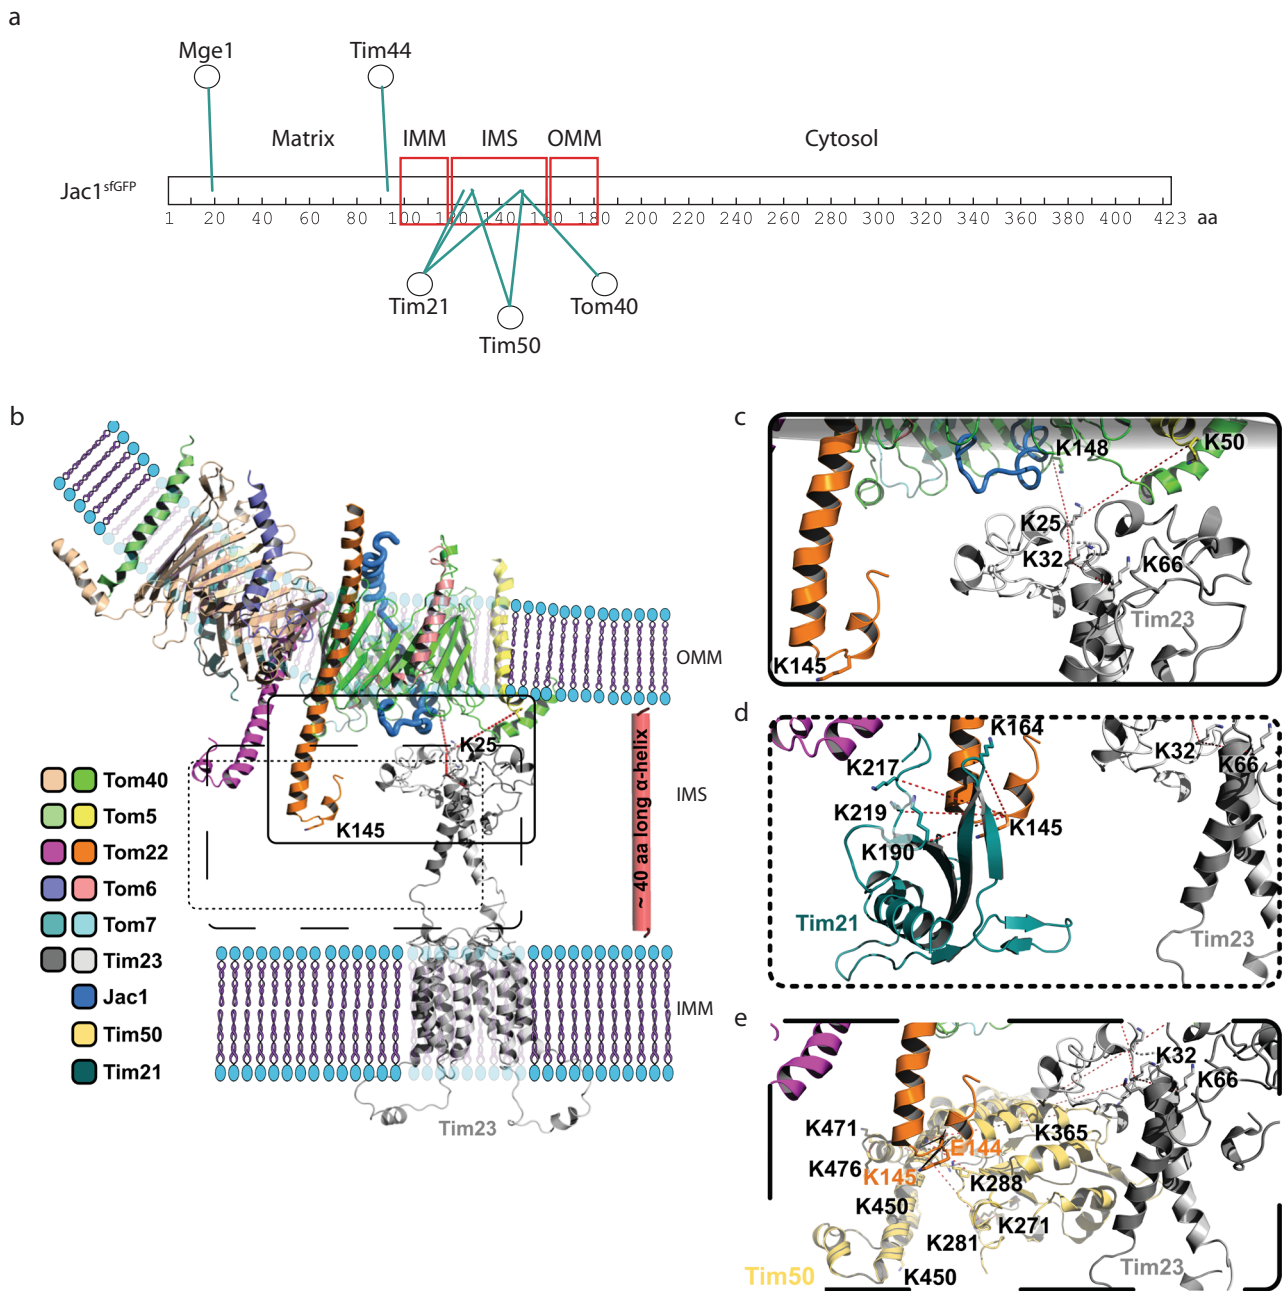 a
Mge1
Tim44
Matrix
IMM
IMS
OMM
Cytosol
Jac1sfGFP
1 20 40 60 80 100 120 140 160 180 200 220 240 260 280 300 320 340 360 380 400 423 aa
Tim21
Tom40
Tim50
b
OMM
K25
IMS
K145
~ 40 aa long α-helix
IMM
Tim23
Tom40
Tom5
Tom22
Tom6
Tom7
Tim23
Jac1
Tim50
Tim21
c
K148
K50
K25
K32
K66
Tim23
K145
d
K164
K217
K32
K66
K219
K145
K190
Tim21
Tim23
e
K32
K66
K471
K365
E144
K476
K145
K288
K450
K271
K281
Tim50
K450
Tim23